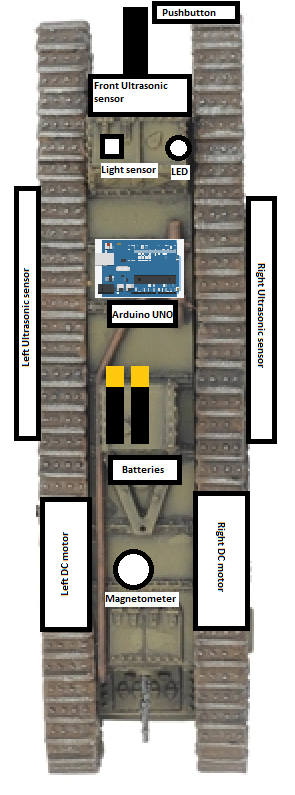 Pushbutton
Front Ultrasonic
sensor
Light sensor
LED
Left Ultrasonic sensor
Right Ultrasonic sensor
Arduino UNO
Batteries
Left DC motor
Right DC motor
Magnetometer